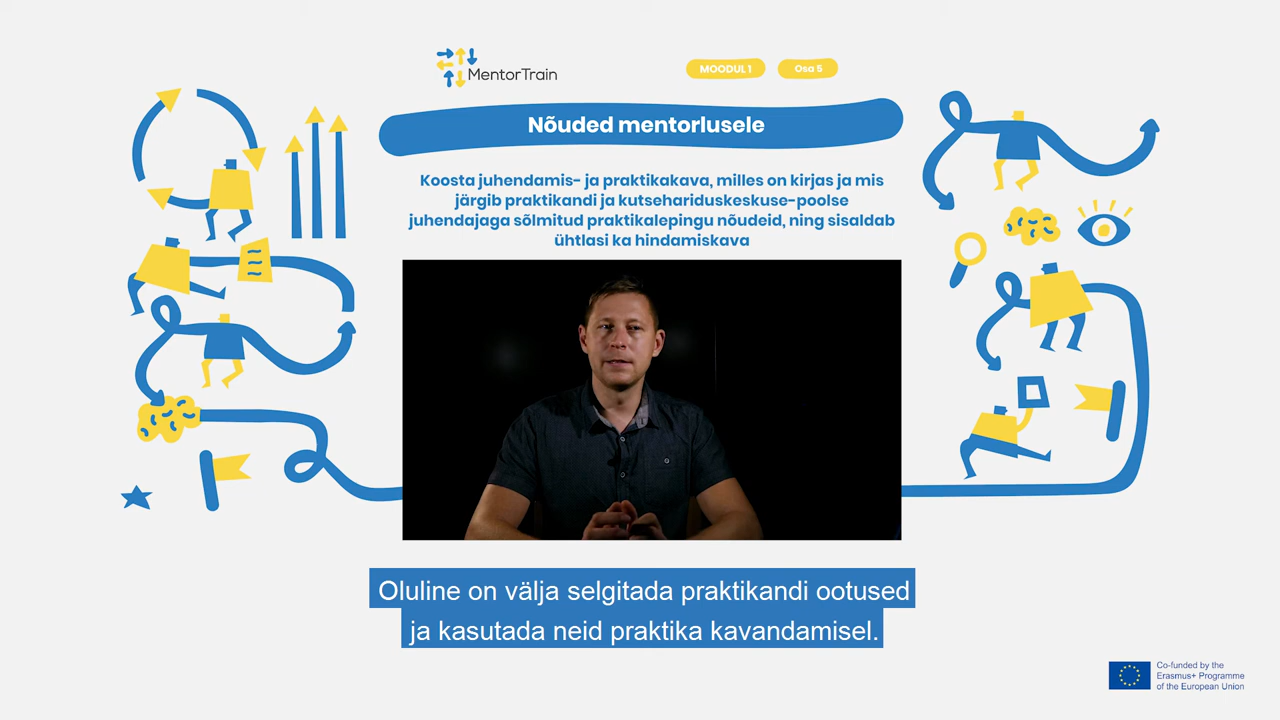 MentorTrain
MOODUL 1
Osa 5
Nõuded mentorlusele
Koosta juhendamis- ja praktikakava, milles on kirjas ja mis
järgib praktikandi ja kutsehariduskeskuse-poolse
juhendajaga sõlmitud praktikalepingu nõudeid, ning sisaldab
ühtlasi ka hindamiskava
Oluline on välja selgitada praktikandi ootused
ja kasutada neid praktika kavandamisel.
Co-funded by the
Erasmus+ Programme
of the European Union